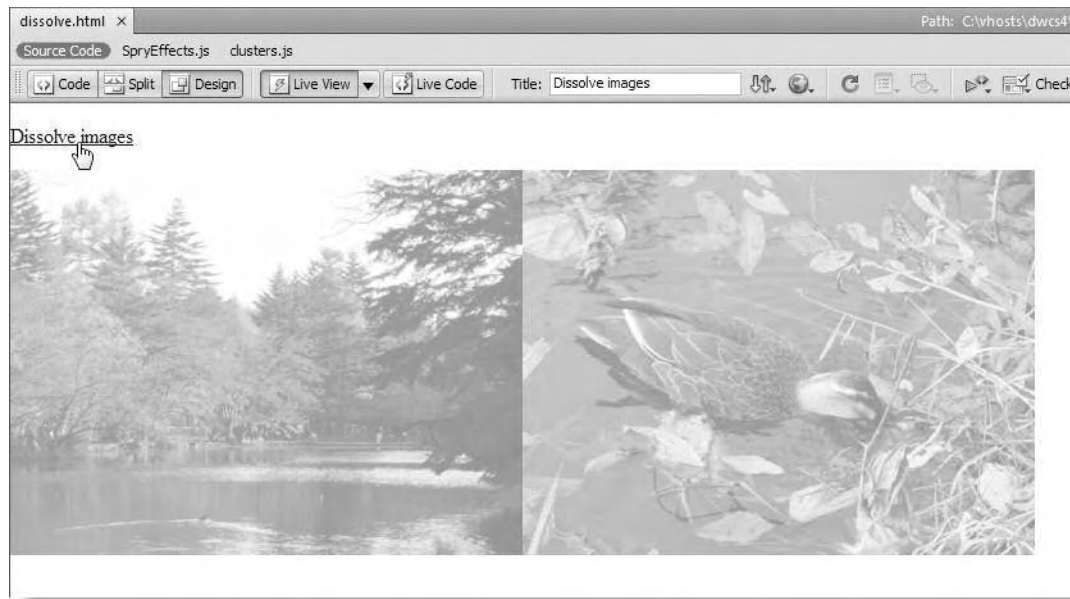 dissolve.html ×
Path: C:\vhosts\dwcs4\
Source Code SpryEffects.js clusters.js
Code Split Design Live View Live Code Title: Dissolve images Check
Dissolve images